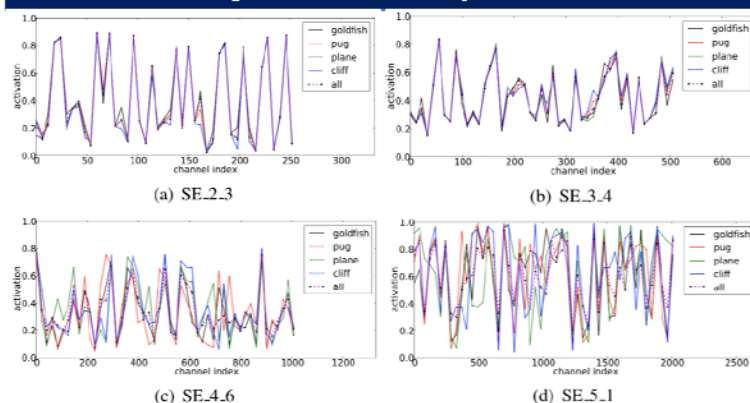 1.0
0.8
0.6
0.4
0.2
0.0
activation
0 50 100 150 200 250 300
channel index
goldfish
pug
plane
cliff
all
(a) SE_2_3
1.0
0.8
0.6
0.4
0.2
0.0
activation
0 100 200 300 400 500 600
channel index
goldfish
pug
plane
cliff
all
(b) SE_3_4
1.0
0.8
0.6
0.4
0.2
0.0
activation
0 200 400 600 800 1000 1200
channel index
goldfish
pug
plane
cliff
all
(c) SE_4_6
1.0
0.8
0.6
0.4
0.2
0.0
activation
0 500 1000 1500 2000 2500
channel index
goldfish
pug
plane
cliff
all
(d) SE_5_1